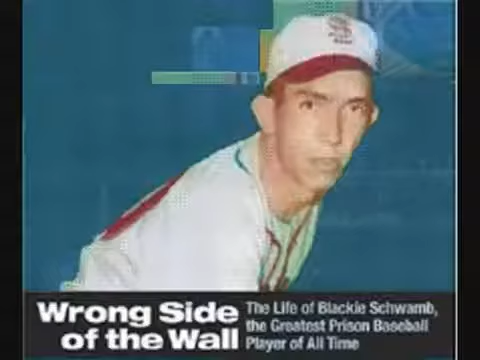 Wrong Side
of the Wall
The Life of Blackie Schwamb,
the Greatest Prison Baseball
Player of All Time